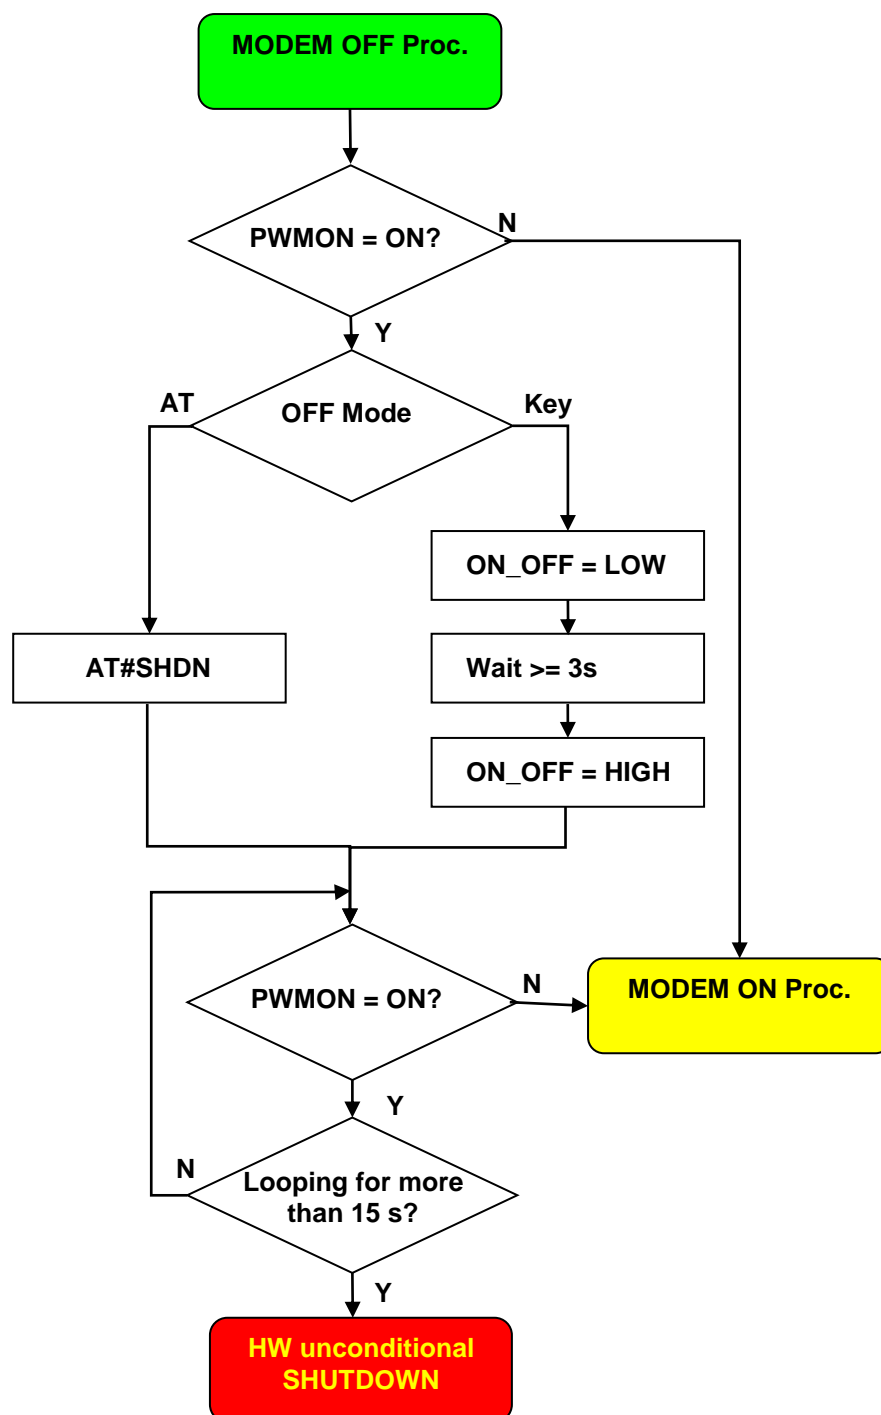 MODEM OFF Proc.
PWMON = ON?
N
Y
OFF Mode
AT
Key
ON_OFF = LOW
AT#SHDN
Wait >= 3s
ON_OFF = HIGH
PWMON = ON?
N
MODEM ON Proc.
Y
N
Looping for more
than 15 s?
Y
HW unconditional
SHUTDOWN